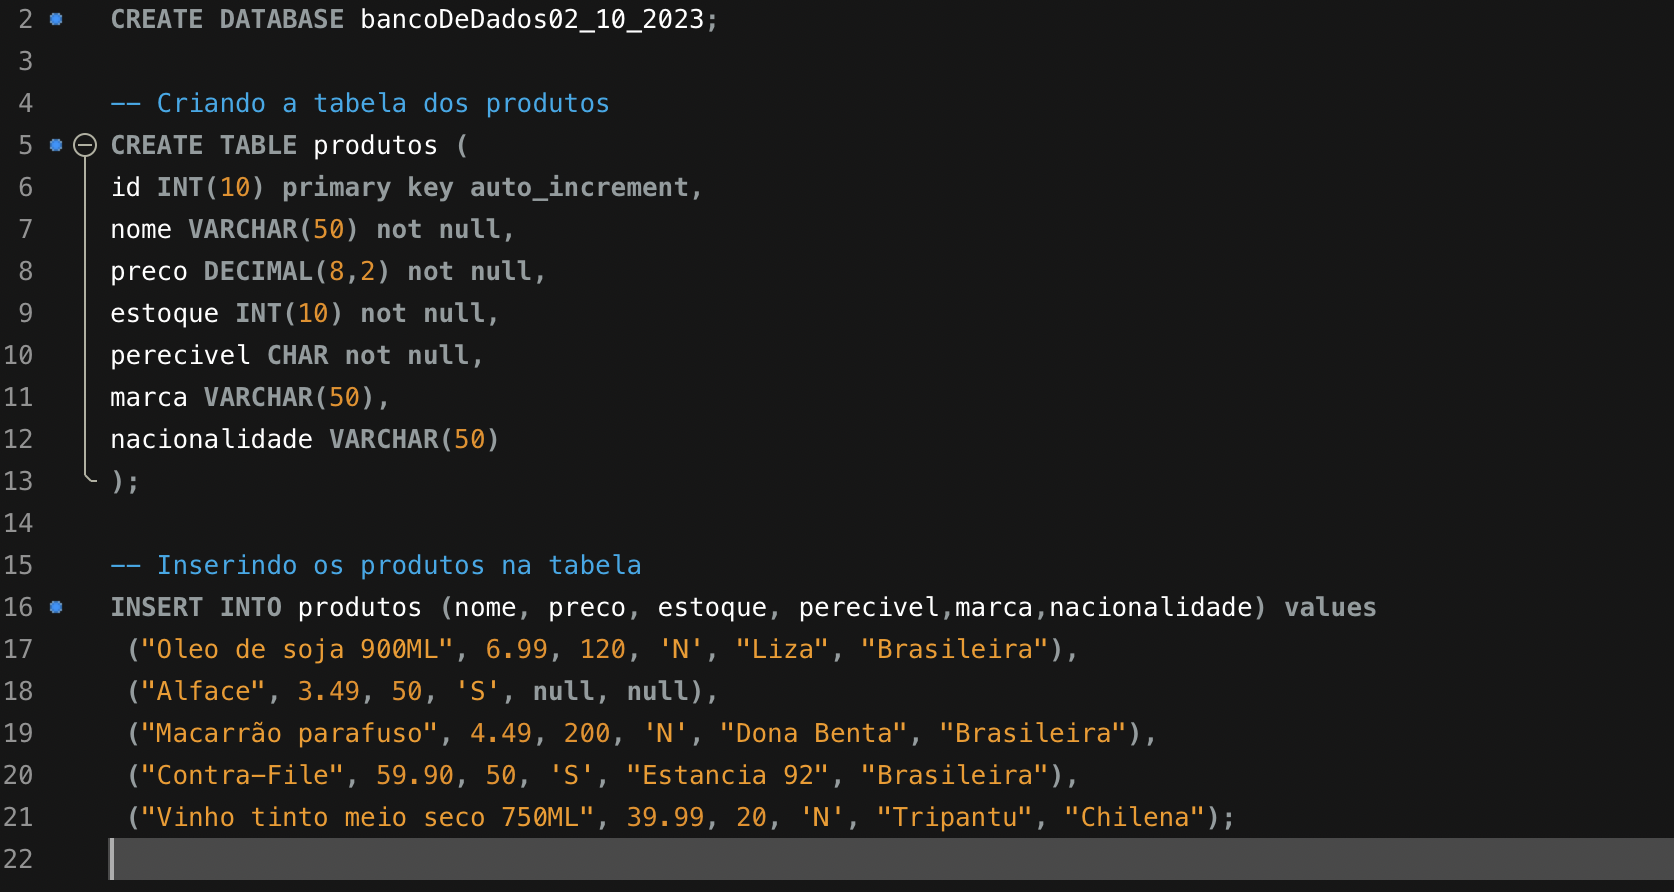 2 CREATE DATABASE bancoDeDados02_10_2023;
3
4 -- Criando a tabela dos produtos
5 CREATE TABLE produtos (
6 id INT(10) primary key auto_increment,
7 nome VARCHAR(50) not null,
8 preco DECIMAL(8,2) not null,
9 estoque INT(10) not null,
10 perecivel CHAR not null,
11 marca VARCHAR(50),
12 nacionalidade VARCHAR(50)
13 );
14
15 -- Inserindo os produtos na tabela
16 INSERT INTO produtos (nome, preco, estoque, perecivel,marca,nacionalidade) values
17 ("Oleo de soja 900ML", 6.99, 120, 'N', "Liza", "Brasileira"),
18 ("Alface", 3.49, 50, 'S', null, null),
19 ("Macarrão parafuso", 4.49, 200, 'N', "Dona Benta", "Brasileira"),
20 ("Contra-File", 59.90, 50, 'S', "Estancia 92", "Brasileira"),
21 ("Vinho tinto meio seco 750ML", 39.99, 20, 'N', "Tripantu", "Chilena");
22